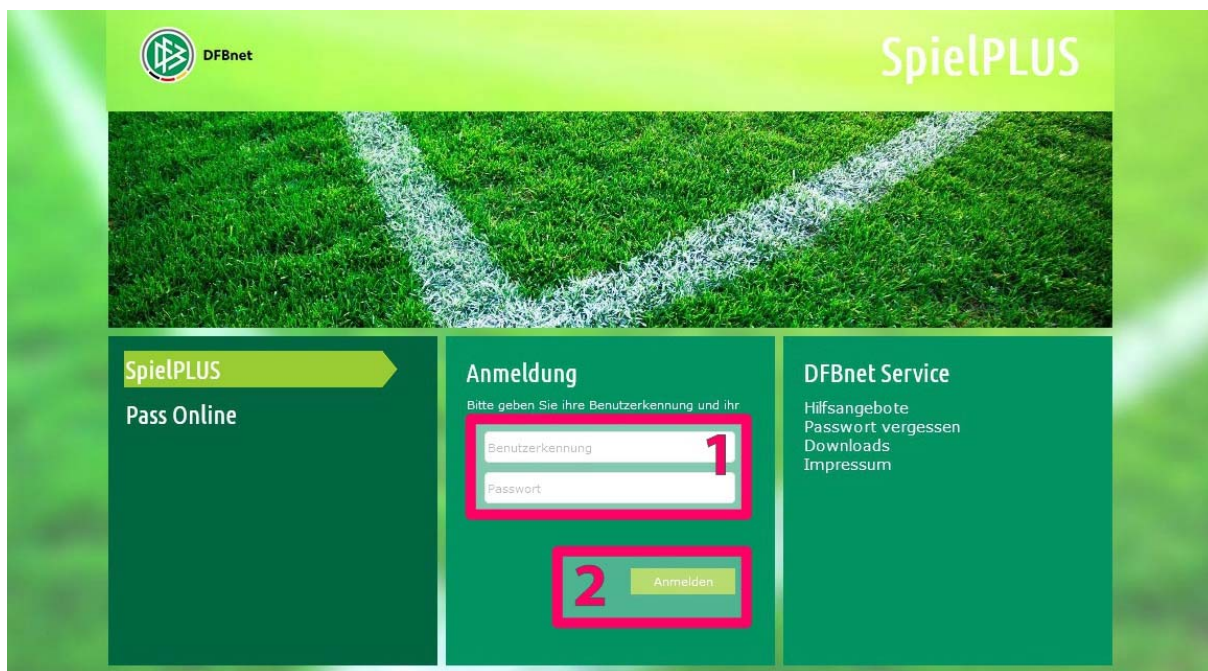 DFBnet
SpielPLUS
SpielPLUS
Pass Online
Anmeldung
Bitte geben Sie ihre Benutzerkennung und ihr
Benutzerkennung
1
Passwort
2
Anmelden
DFBnet Service
Hilfsangebote
Passwort vergessen
Downloads
Impressum